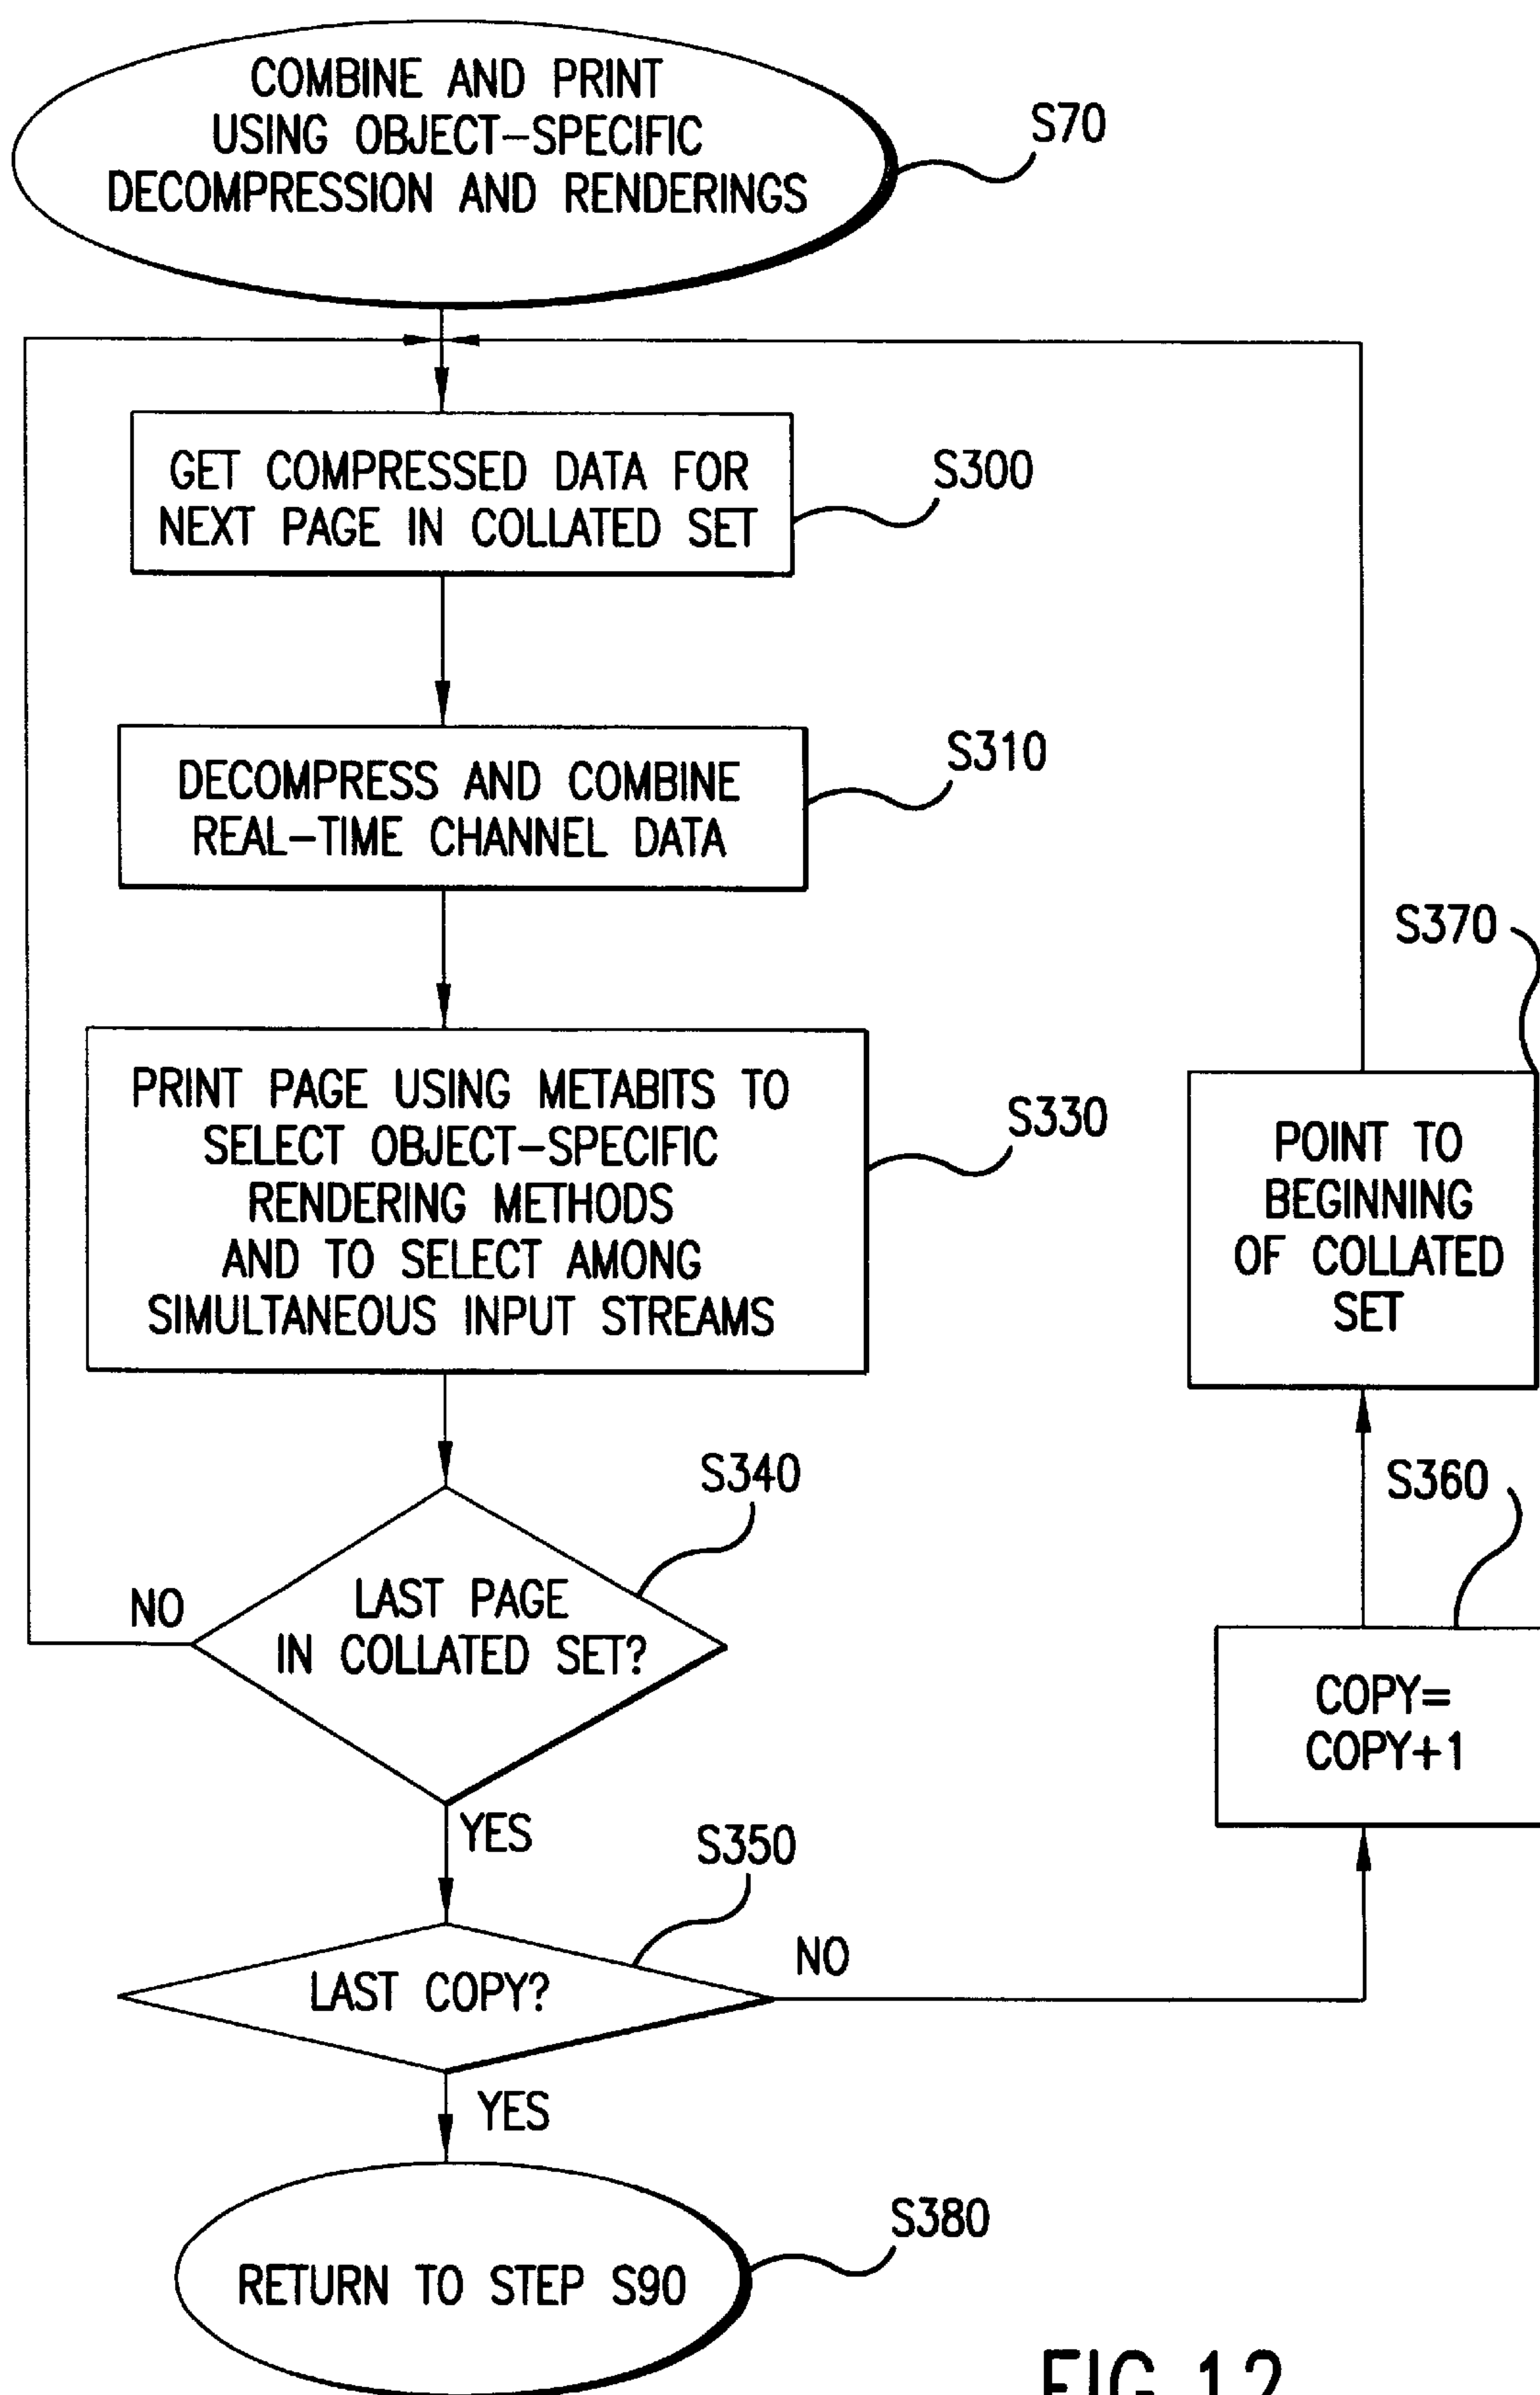 COMBINE AND PRINT
USING OBJECT-SPECIFIC
DECOMPRESSION AND RENDERINGS
S70
GET COMPRESSED DATA FOR
NEXT PAGE IN COLLATED SET
S300
DECOMPRESS AND COMBINE
REAL-TIME CHANNEL DATA
S310
PRINT PAGE USING METABITS TO
SELECT OBJECT-SPECIFIC
RENDERING METHODS
AND TO SELECT AMONG
SIMULTANEOUS INPUT STREAMS
S330
S370
POINT TO
BEGINNING
OF COLLATED
SET
S340
LAST PAGE
IN COLLATED SET?
NO
YES
S360
COPY=
COPY+1
S350
LAST COPY?
NO
YES
S380
RETURN TO STEP S90
FIG.12